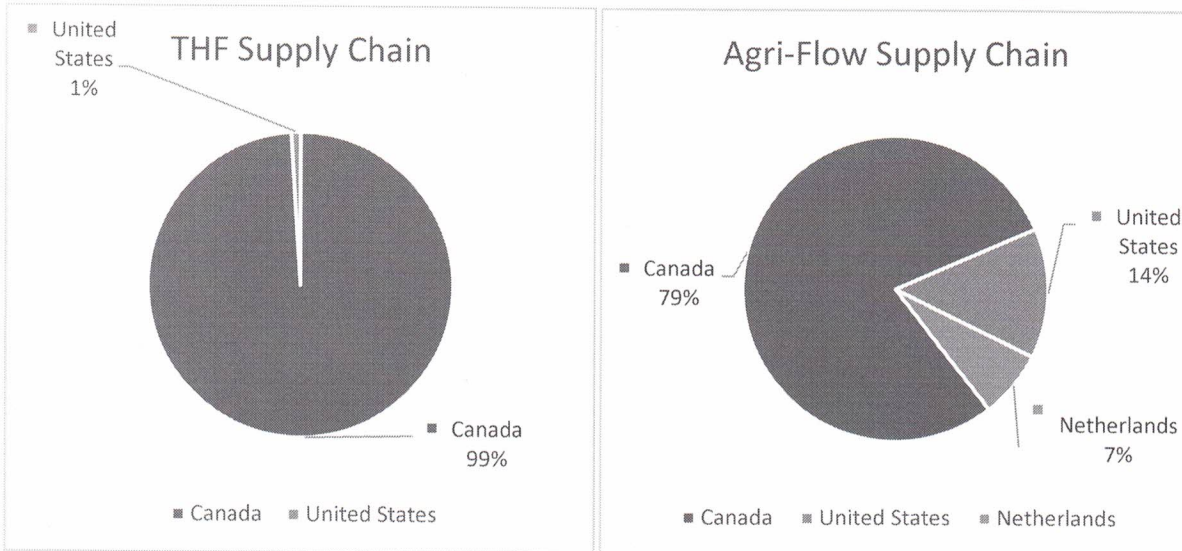 THF Supply Chain
United
States
1%
Canada
99%
Canada United States
Agri-Flow Supply Chain
Canada
79%
United
States
14%
Netherlands
7%
Canada United States Netherlands